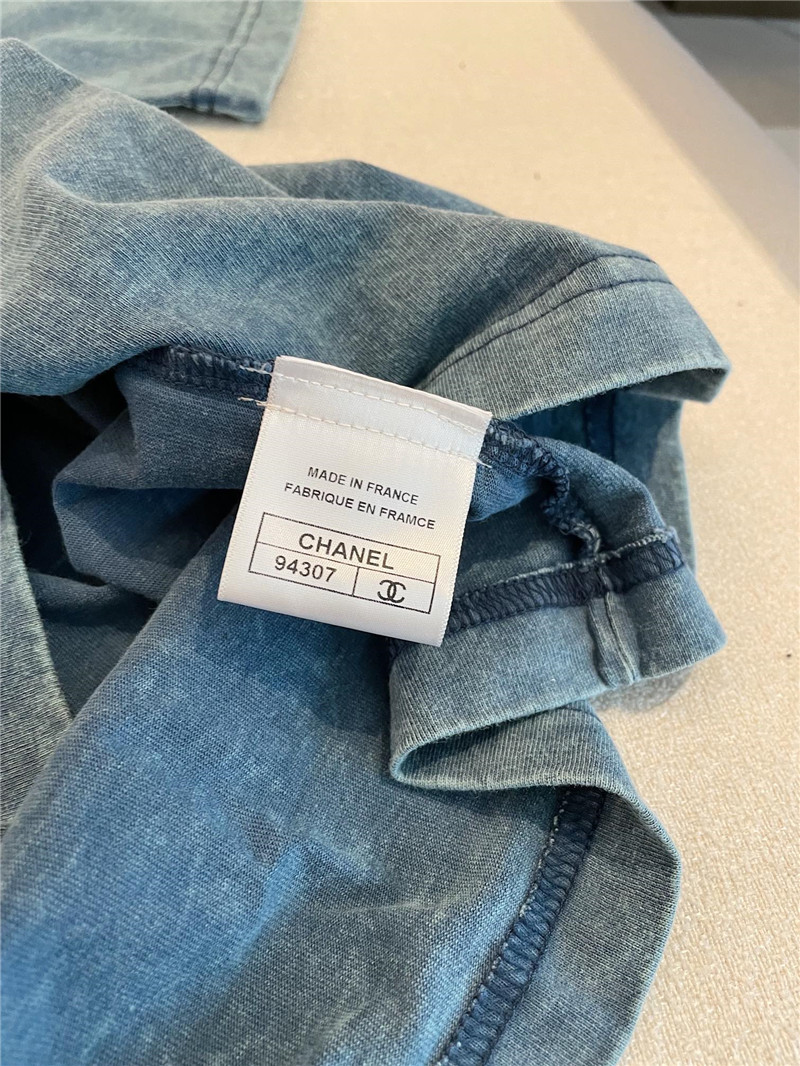 MADE IN FRANCE
FABRIQUE EN FRAMCE
CHANEL
94307